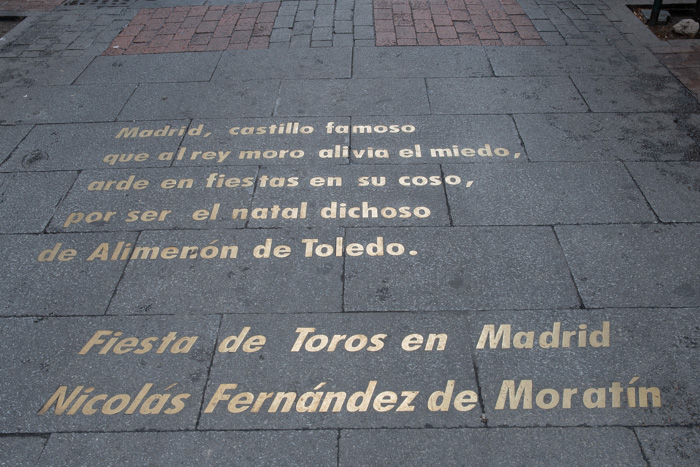 Madrid, castillo famoso
que al rey moro alivia el miedo,
arde en fiestas en su coso,
por ser el natal dichoso
de Alimenón de Toledo.
Fiesta de Toros en Madrid
Nicolás Fernández de Moratín